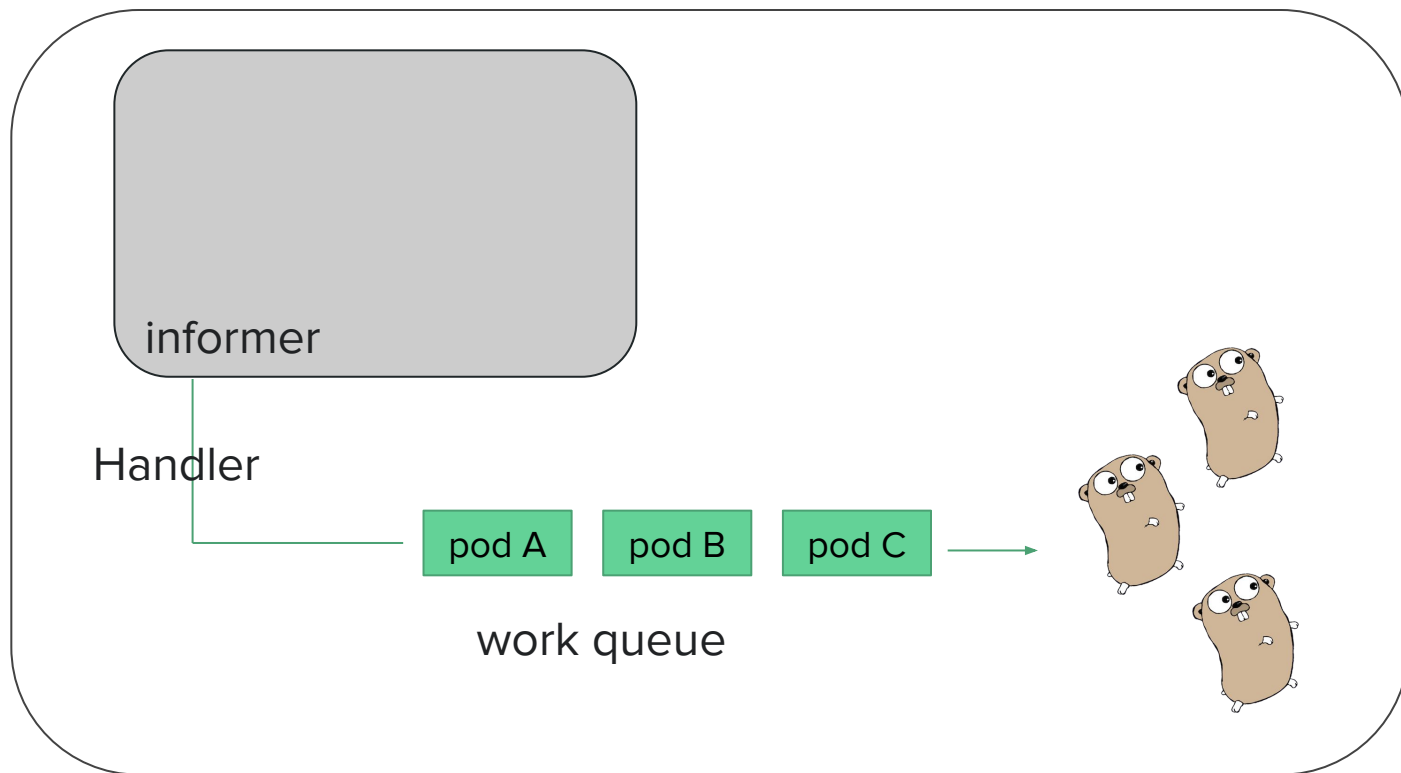 informer
Handler
pod A
pod B
pod C
work queue